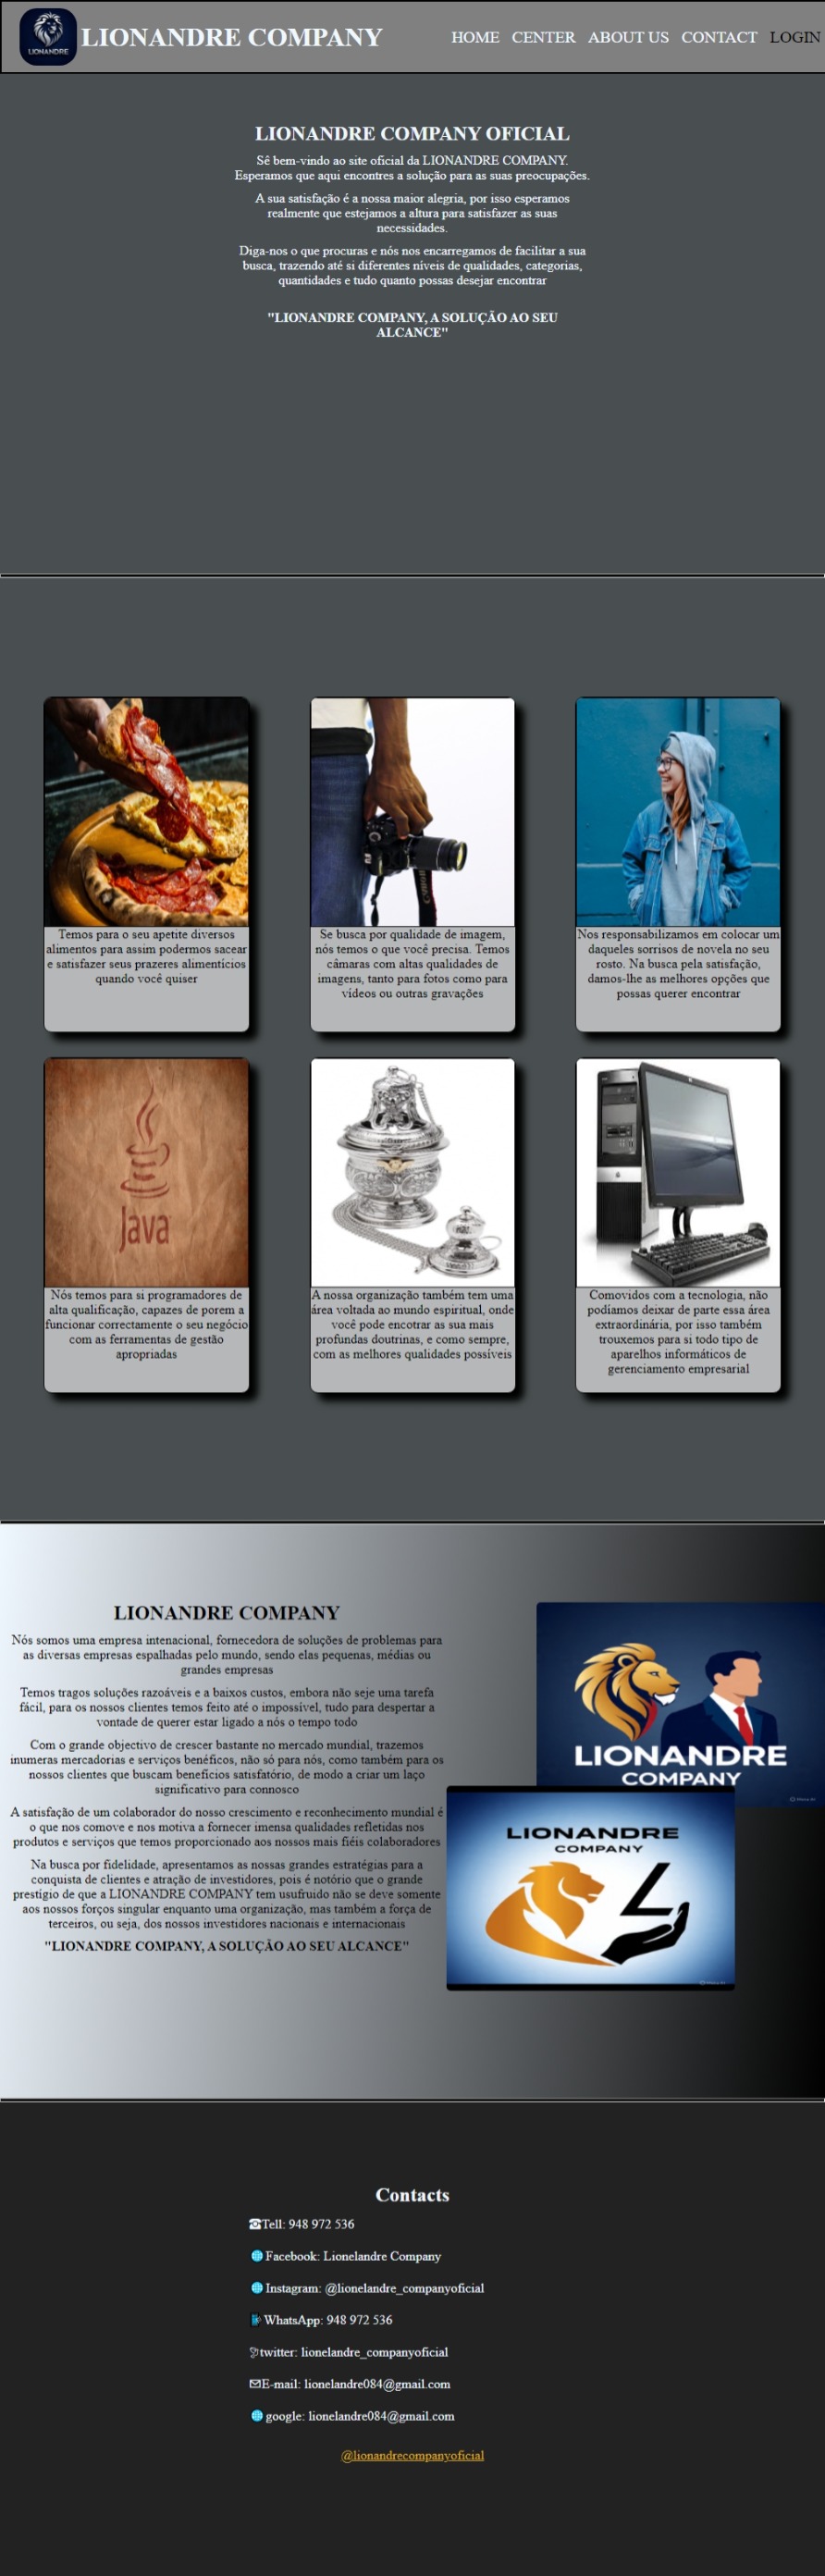 LIONANDRE
LIONANDRE COMPANY
HOME CENTER ABOUT US CONTACT LOGIN
LIONANDRE COMPANY OFICIAL
Sê bem-vindo ao site oficial da LIONANDRE COMPANY.
Esperamos que aqui encontres a solução para as suas preocupações.
A sua satisfação é a nossa maior alegria, por isso esperamos
realmente que estejamos a altura para satisfazer as suas
necessidades.
Diga-nos o que procuras e nós nos encarregamos de facilitar a sua
busca, trazendo até si diferentes níveis de qualidades, categorias,
quantidades e tudo quanto possas desejar encontrar
"LIONANDRE COMPANY, A SOLUÇÃO AO SEU
ALCANCE"
Temos para o seu apetite diversos
alimentos para assim podermos sacear
e satisfazer seus prazeres alimentícios
quando você quiser
Canon
Se busca por qualidade de imagem,
nós temos o que você precisa. Temos
câmaras com altas qualidades de
imagens, tanto para fotos como para
vídeos ou outras gravações
Nos responsabilizamos em colocar um
daqueles sorrisos de novela no seu
rosto. Na busca pela satisfação,
damos-lhe as melhores opções que
possas querer encontrar
Java
Nós temos para si programadores de
alta qualificação, capazes de porem a
funcionar correctamente o seu negócio
com as ferramentas de gestão
apropriadas
A nossa organização também tem uma
área voltada ao mundo espiritual, onde
você pode encotrar as sua mais
profundas doutrinas, e como sempre,
com as melhores qualidades possíveis
Comovidos com a tecnologia, não
podíamos deixar de parte essa área
extraordinária, por isso também
trouxemos para si todo tipo de
aparelhos informáticos de
gerenciamento empresarial
LIONANDRE COMPANY
Nós somos uma empresa intenacional, fornecedora de soluções de problemas para
as diversas empresas espalhadas pelo mundo, sendo elas pequenas, médias ou
grandes empresas
Temos tragos soluções razoáveis e a baixos custos, embora não seje uma tarefa
fácil, para os nossos clientes temos feito até o impossível, tudo para despertar a
vontade de querer estar ligado a nós o tempo todo
Com o grande objectivo de crescer bastante no mercado mundial, trazemos
inumeras mercadorias e serviços benéficos, não só para nós, como também para os
nossos clientes que buscam benefícios satisfatório, de modo a criar um laço
significativo para connosco
A satisfação de um colaborador do nosso crescimento e reconhecimento mundial é
o que nos comove e nos motiva a fornecer imensa qualidades refletidas nos
produtos e serviços que temos proporcionado aos nossos mais fiéis colaboradores
Na busca por fidelidade, apresentamos as nossas grandes estratégias para a
conquista de clientes e atração de investidores, pois é notório que o grande
prestígio de que a LIONANDRE COMPANY tem usufruido não se deve somente
aos nossos forços singular enquanto uma organização, mas também a força de
terceiros, ou seja, dos nossos investidores nacionais e internacionais
"LIONANDRE COMPANY, A SOLUÇÃO AO SEU ALCANCE"
LIONANDRE
COMPANY
LIONANDRE
COMPANY
Contacts
Tell: 948 972 536
Facebook: Lionelandre Company
Instagram: @lionelandre_companyoficial
WhatsApp: 948 972 536
twitter: lionelandre_companyoficial
E-mail: lionelandre084@gmail.com
google: lionelandre084@gmail.com
@lionandrecompanyoficial